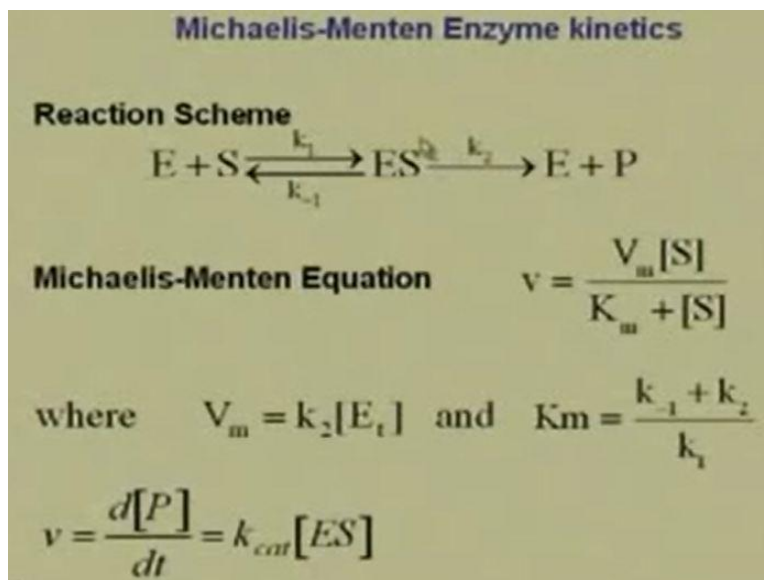 Michaelis-Menten Enzyme kinetics
Reaction Scheme
E + S ⇌ ES → E + P
k₁ k₋₁ k₂
Michaelis-Menten Equation v = Vₘ[S] / Kₘ + [S]
where Vₘ = k₂[Eₜ] and Km = k₋₁ + k₂ / k₁
v = d[P] / dt = k_cat[ES]